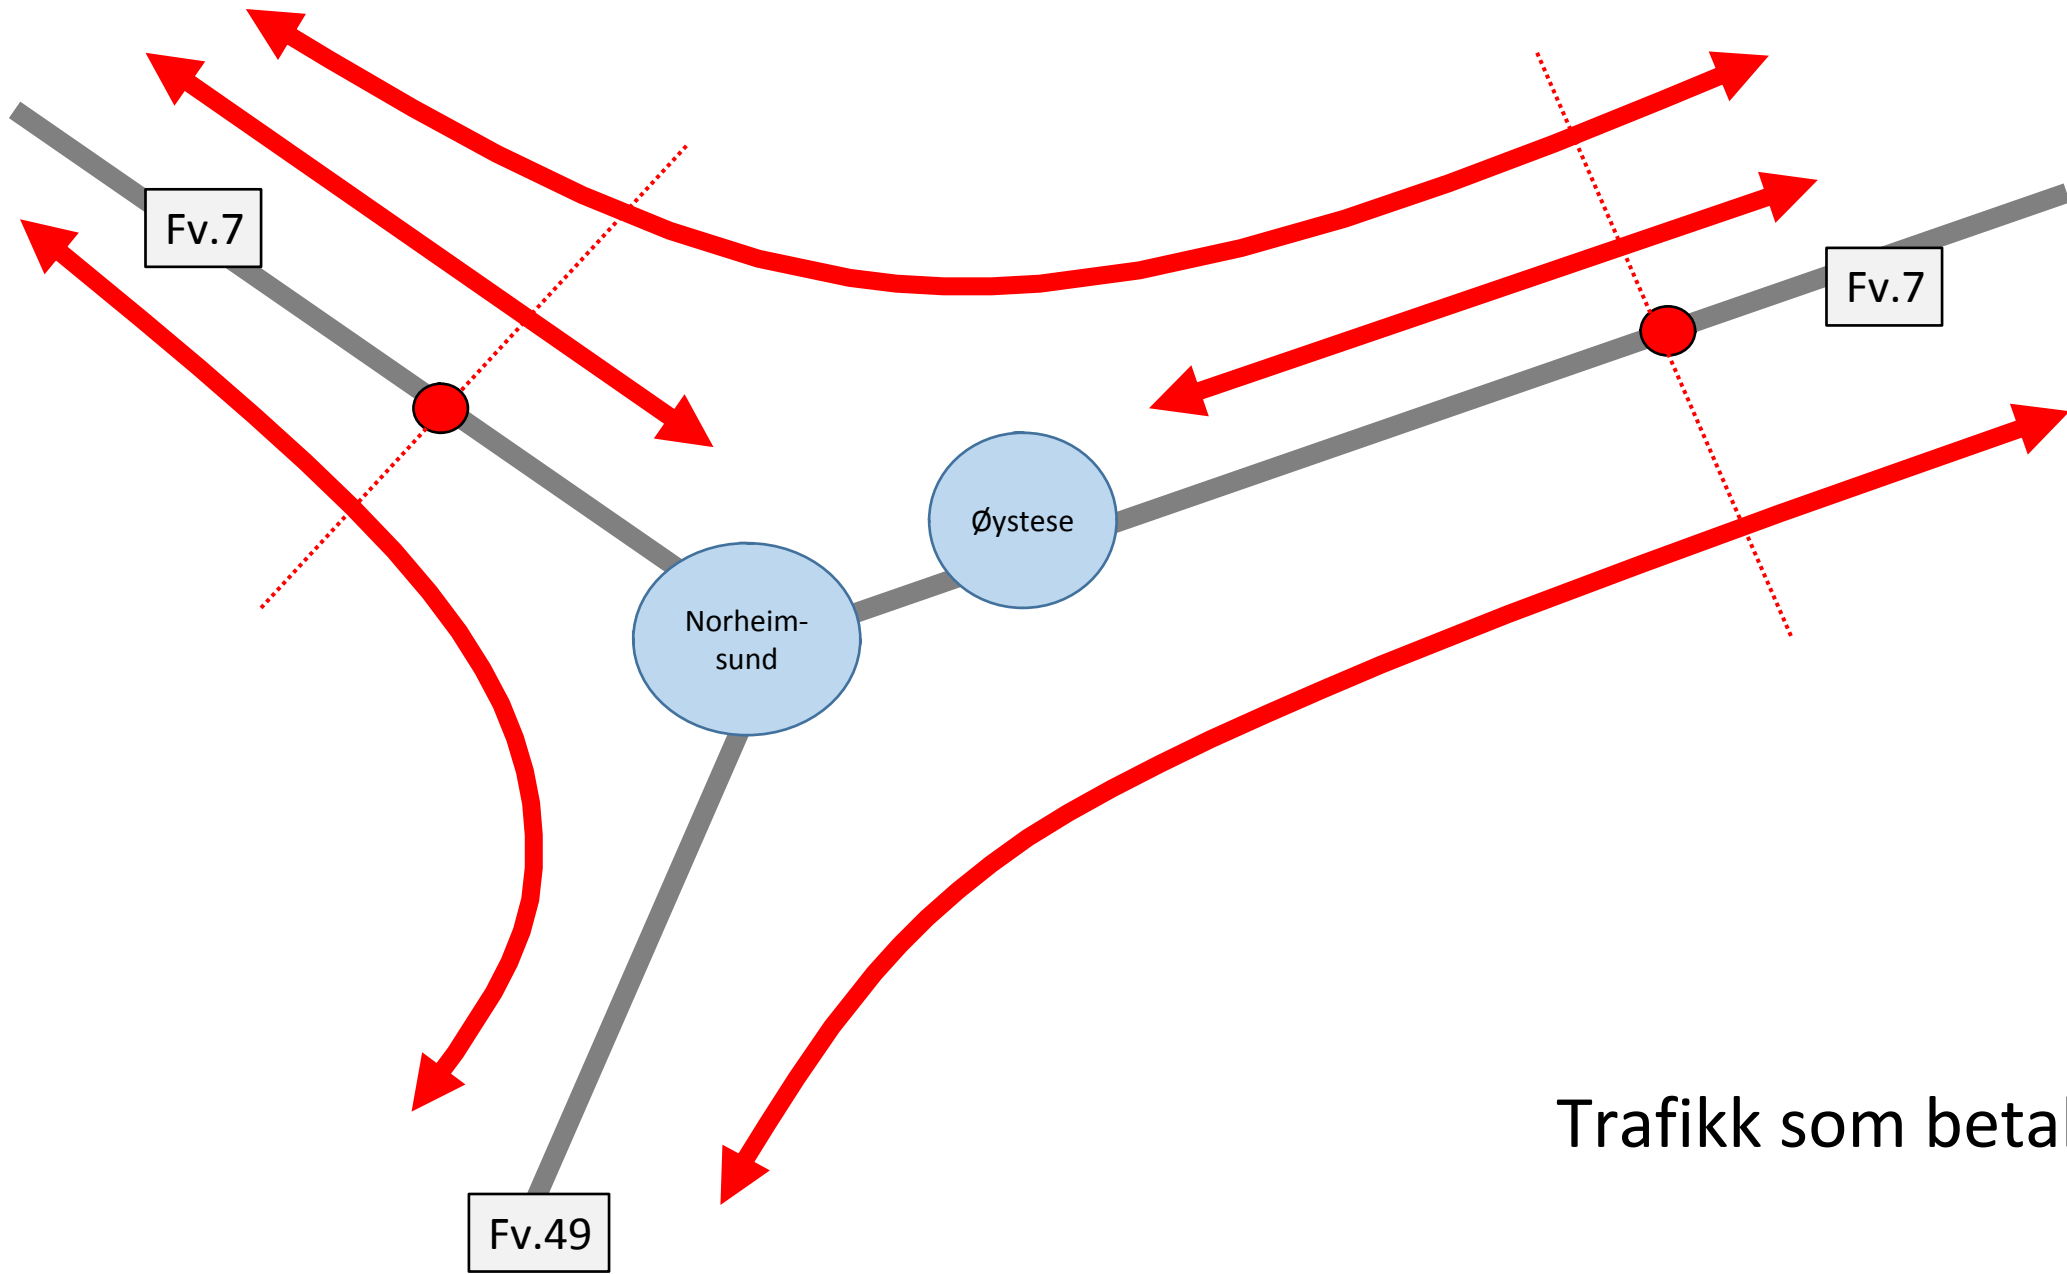 Fv.7
Fv.7
Øystese
Norheim-
sund
Trafikk som betal
Fv.49